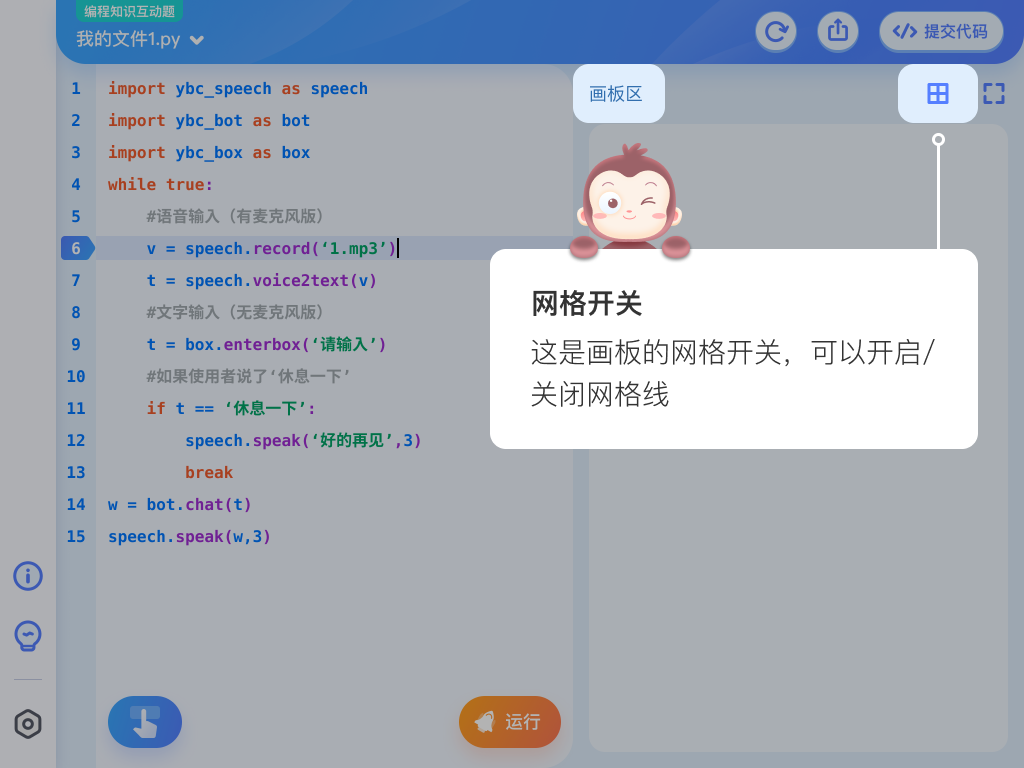 编程知识互动题
我的文件1.py
提交代码
画板区
1 import ybc_speech as speech
2 import ybc_bot as bot
3 import ybc_box as box
4 while true:
5 #语音输入（有麦克风版）
6 v = speech.record(‘1.mp3’)
7 t = speech.voice2text(v)
8 #文字输入（无麦克风版）
9 t = box.enterbox(‘请输入’)
10 #如果使用者说了‘休息一下’
11 if t == ‘休息一下’:
12 speech.speak(‘好的再见’,3)
13 break
14 w = bot.chat(t)
15 speech.speak(w,3)
网格开关
这是画板的网格开关，可以开启/
关闭网格线
运行